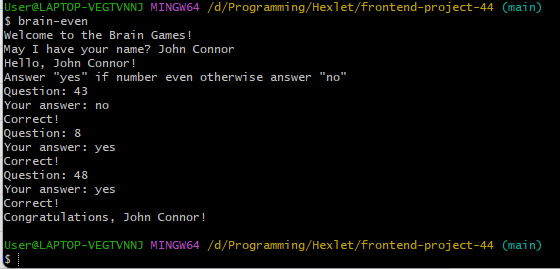 User@LAPTOP-VEGTVNNJ MINGW64 /d/Programming/Hexlet/frontend-project-44 (main)
$ brain-even
Welcome to the Brain Games!
May I have your name? John Connor
Hello, John Connor!
Answer "yes" if number even otherwise answer "no"
Question: 43
Your answer: no
Correct!
Question: 8
Your answer: yes
Correct!
Question: 48
Your answer: yes
Correct!
Congratulations, John Connor!
User@LAPTOP-VEGTVNNJ MINGW64 /d/Programming/Hexlet/frontend-project-44 (main)
$